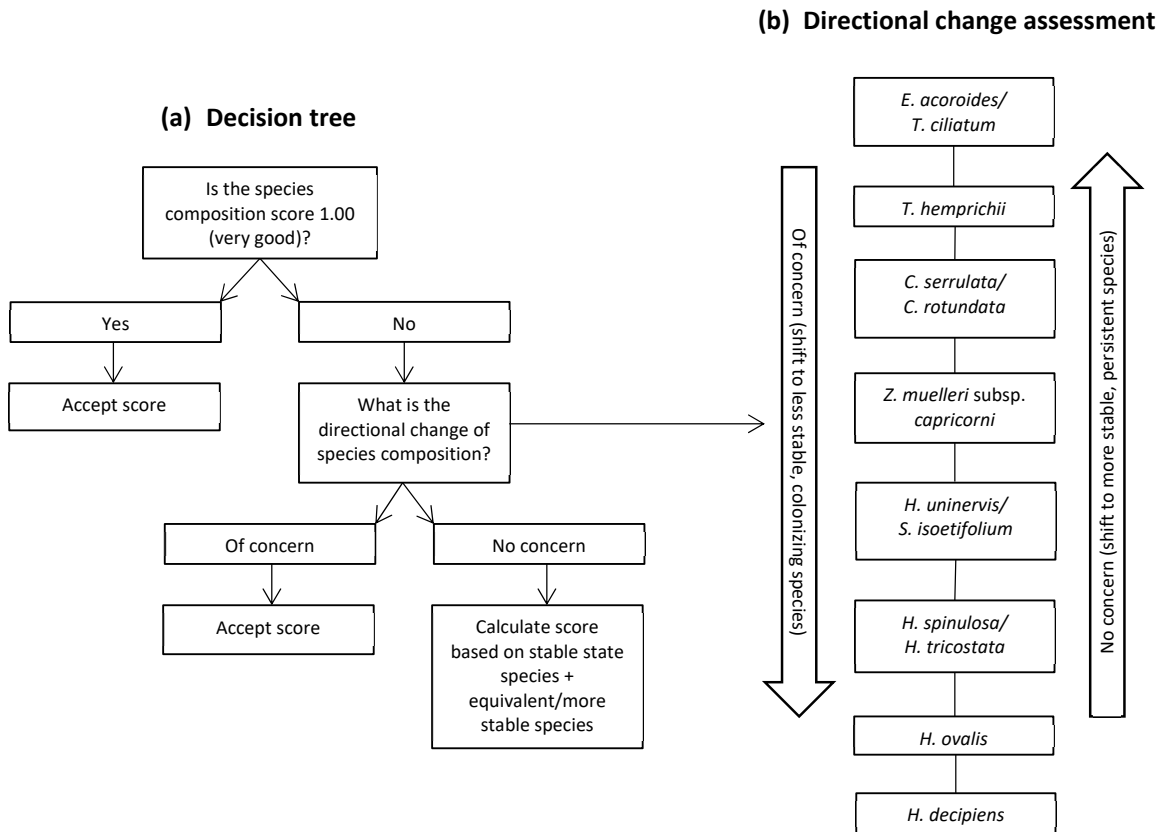 (b) Directional change assessment
(a) Decision tree
Is the species
composition score 1.00
(very good)?
Yes
No
Accept score
What is the
directional change of
species composition?
Of concern
No concern
Accept score
Calculate score
based on stable state
species +
equivalent/more
stable species
Of concern (shift to less stable, colonizing species)
E. acoroides/
T. ciliatum
T. hemprichii
C. serrulata/
C. rotundata
Z. muelleri subsp.
capricorni
H. uninervis/
S. isoetifolium
H. spinulosa/
H. tricostata
H. ovalis
H. decipiens
No concern (shift to more stable, persistent species)